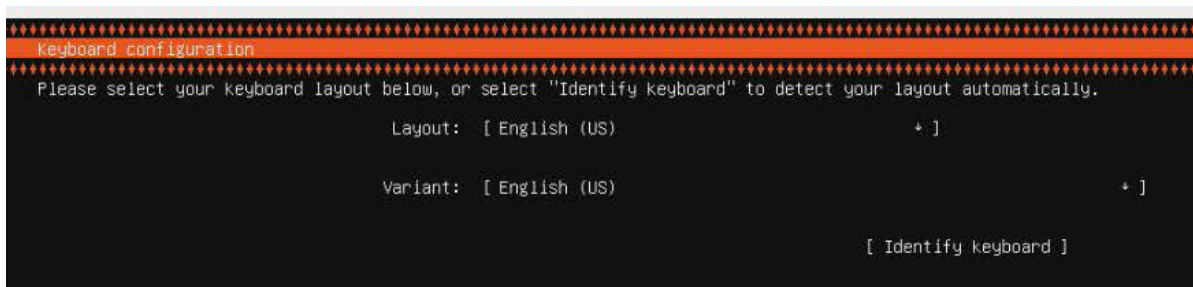 Keyboard configuration
Please select your keyboard layout below, or select "Identify keyboard" to detect your layout automatically.
Layout: [ English (US) ↓ ]
Variant: [ English (US) ↓ ]
[ Identify keyboard ]